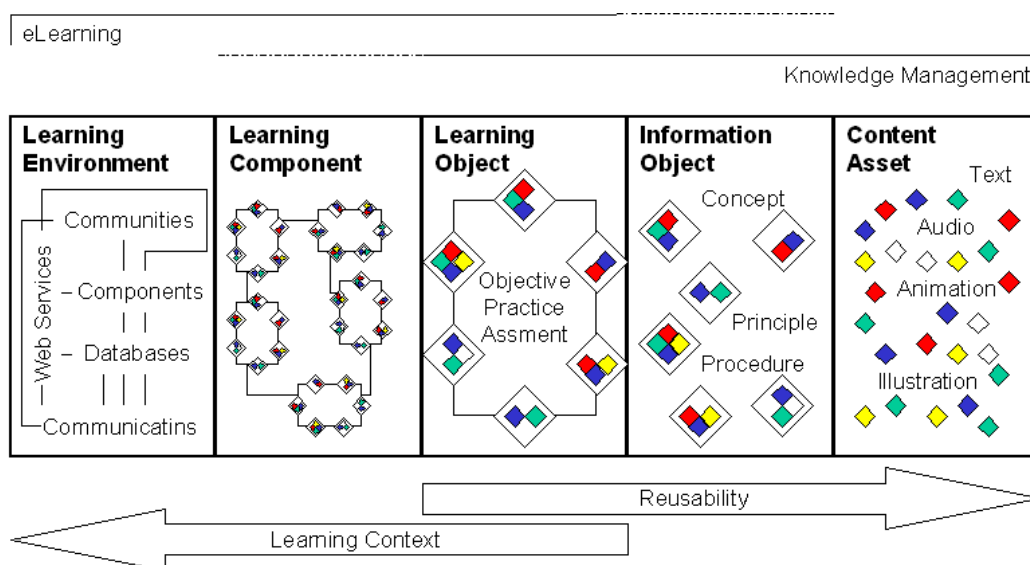 eLearning
Knowledge Management
Learning
Environment
Web Services
Communities
Components
Databases
Communicatins
Learning
Component
Learning
Object
Objective
Practice
Assment
Information
Object
Concept
Principle
Procedure
Content
Asset
Text
Audio
Animation
Illustration
Reusability
Learning Context